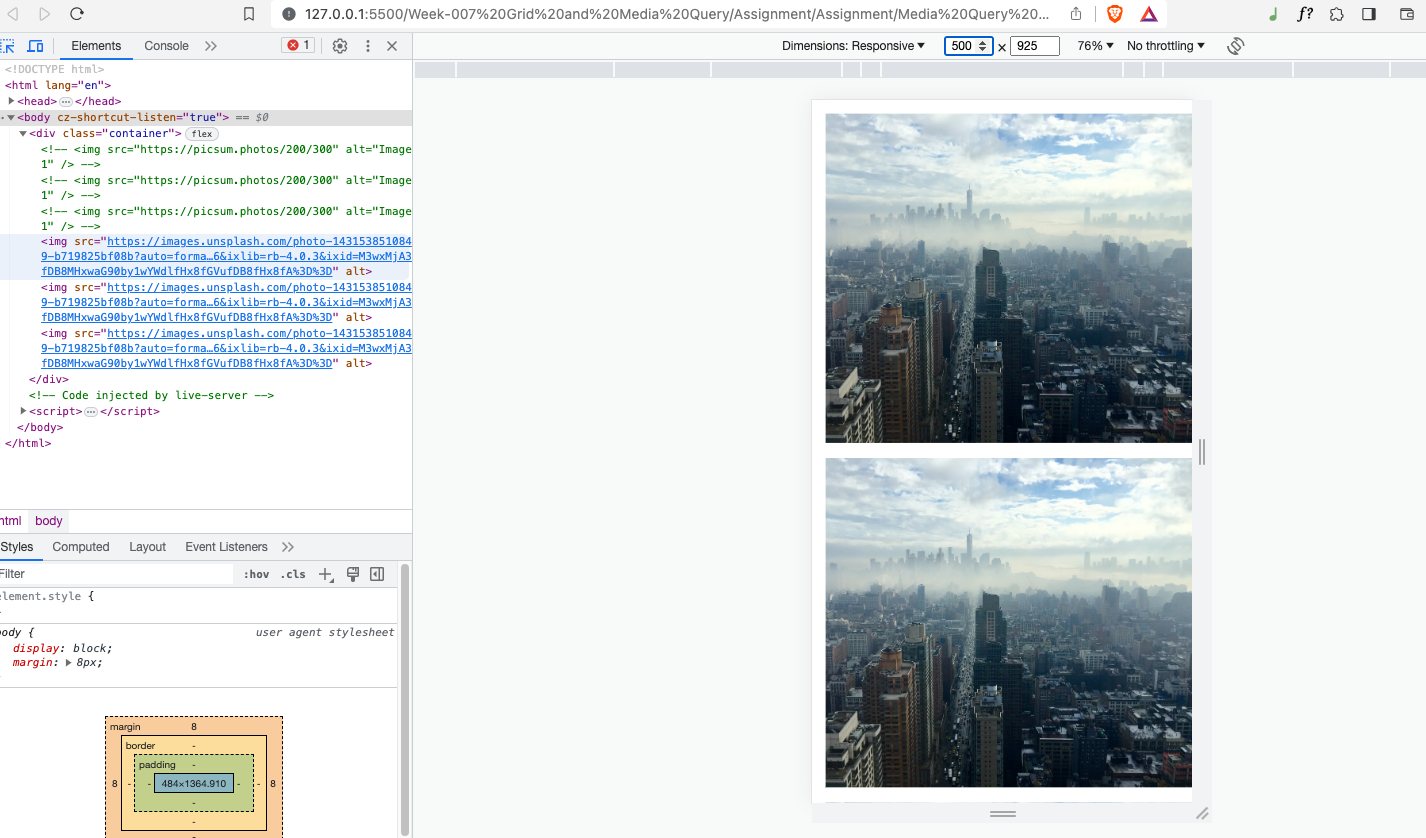 127.0.0.1:5500/Week-007%20Grid%20and%20Media%20Query/Assignment/Assignment/Media%20Query%20...
f?
Elements
Console
1
Dimensions: Responsive
500
×
925
76%
No throttling
<!DOCTYPE html>
<html lang="en">
<head> … </head>
<body cz-shortcut-listen="true"> == $0
<div class="container"> flex
<!-- <img src="https://picsum.photos/200/300" alt="Image
1" /> -->
<!-- <img src="https://picsum.photos/200/300" alt="Image
1" /> -->
<!-- <img src="https://picsum.photos/200/300" alt="Image
1" /> -->
<img src="https://images.unsplash.com/photo-143153851084
9-b719825bf08b?auto=forma…6&ixlib=rb-4.0.3&ixid=M3wxMjA3
fDB8MHxwaG90by1wYWdlfHx8fGVufDB8fHx8fA%3D%3D" alt>
<img src="https://images.unsplash.com/photo-143153851084
9-b719825bf08b?auto=forma…6&ixlib=rb-4.0.3&ixid=M3wxMjA3
fDB8MHxwaG90by1wYWdlfHx8fGVufDB8fHx8fA%3D%3D" alt>
<img src="https://images.unsplash.com/photo-143153851084
9-b719825bf08b?auto=forma…6&ixlib=rb-4.0.3&ixid=M3wxMjA3
fDB8MHxwaG90by1wYWdlfHx8fGVufDB8fHx8fA%3D%3D" alt>
</div>
<!-- Code injected by live-server -->
<script> … </script>
</body>
</html>
html
body
Styles
Computed
Layout
Event Listeners
Filter
:hov
.cls
element.style {
body {
user agent stylesheet
display: block;
margin: 8px;
margin
8
border
-
padding
-
8
-
-
484×1364.910
-
-
8
-
-